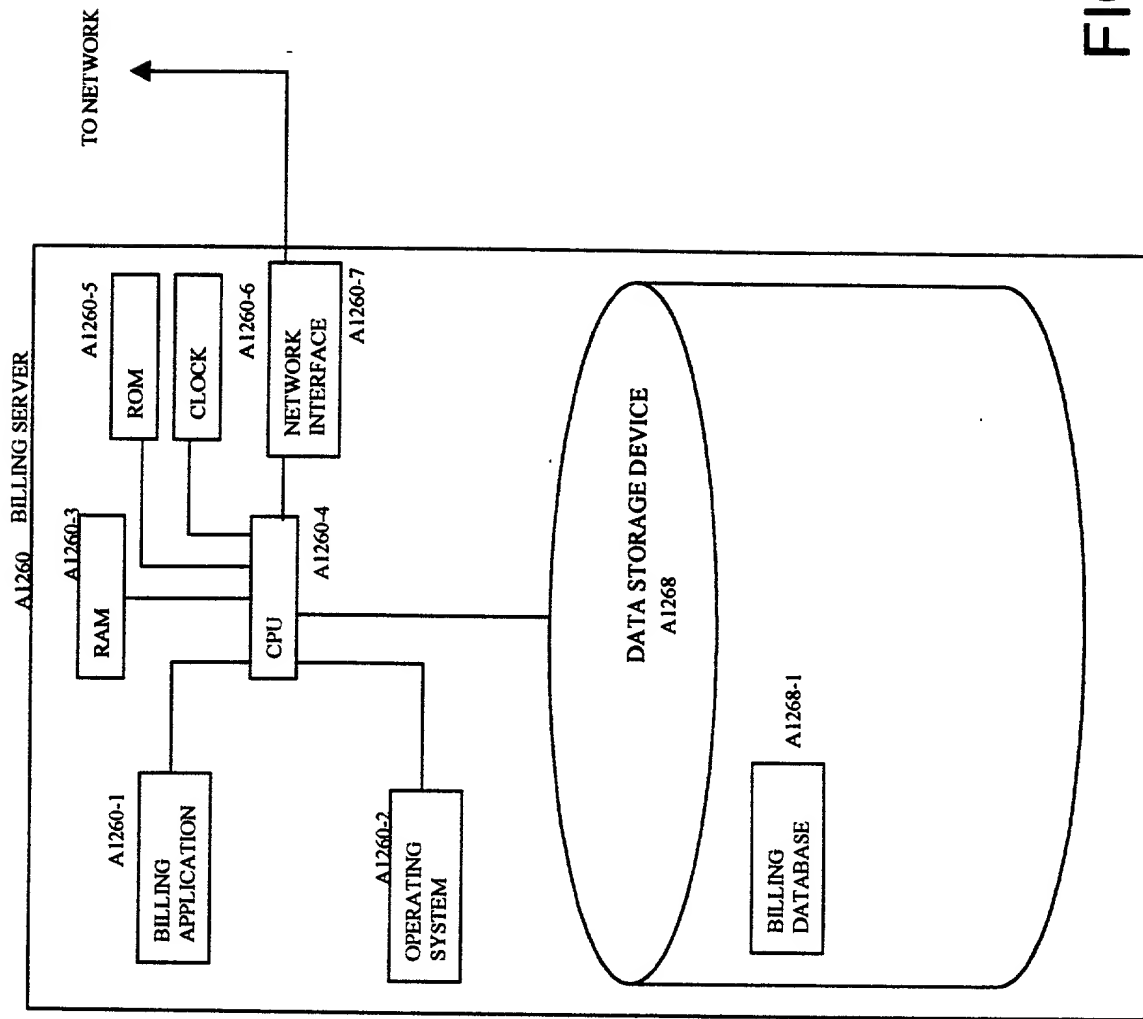 A1260 BILLING SERVER
TO NETWORK
A1260-3
RAM
A1260-5
ROM
A1260-1
BILLING
APPLICATION
CLOCK
A1260-6
CPU
A1260-4
NETWORK
INTERFACE
A1260-7
A1260-2
OPERATING
SYSTEM
DATA STORAGE DEVICE
A1268
BILLING
DATABASE
A1268-1